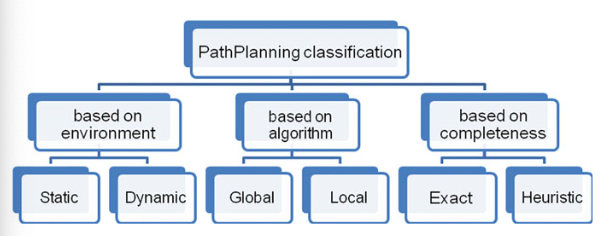 PathPlanning classification
based on
environment
based on
algorithm
based on
completeness
Static
Dynamic
Global
Local
Exact
Heuristic